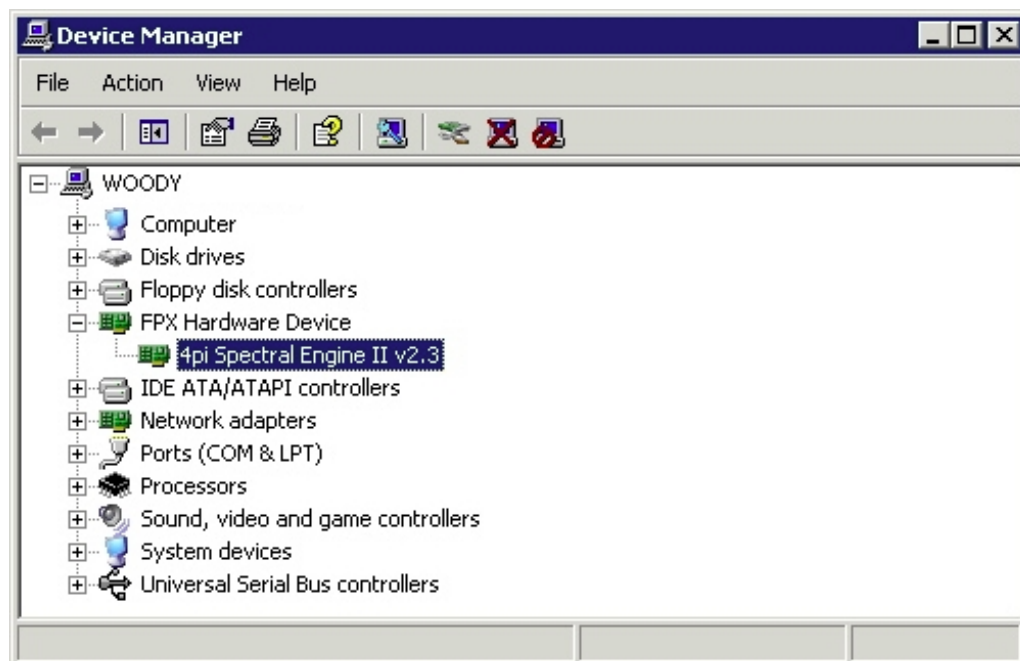 Device Manager
File Action View Help
WOODY
Computer
Disk drives
Floppy disk controllers
FPX Hardware Device
4pi Spectral Engine II v2.3
IDE ATA/ATAPI controllers
Network adapters
Ports (COM & LPT)
Processors
Sound, video and game controllers
System devices
Universal Serial Bus controllers